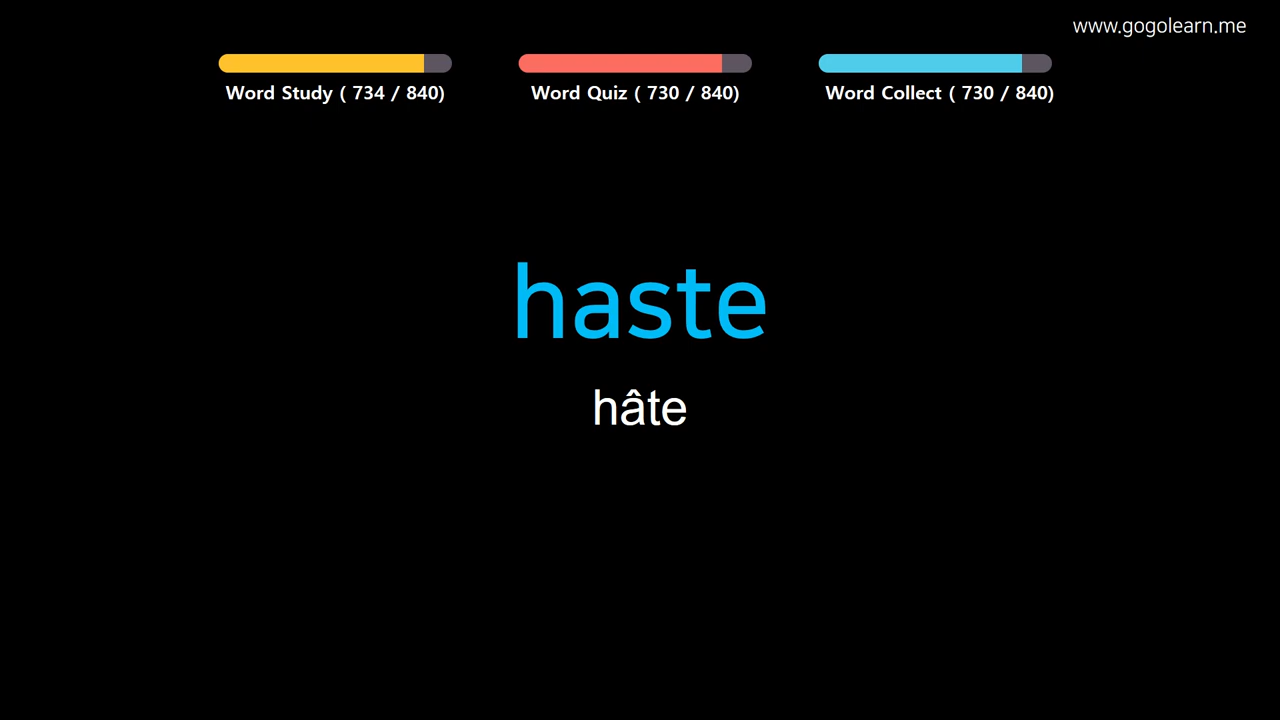 www.gogolearn.me
Word Study ( 734 / 840)
Word Quiz ( 730 / 840)
Word Collect ( 730 / 840)
haste
hâte